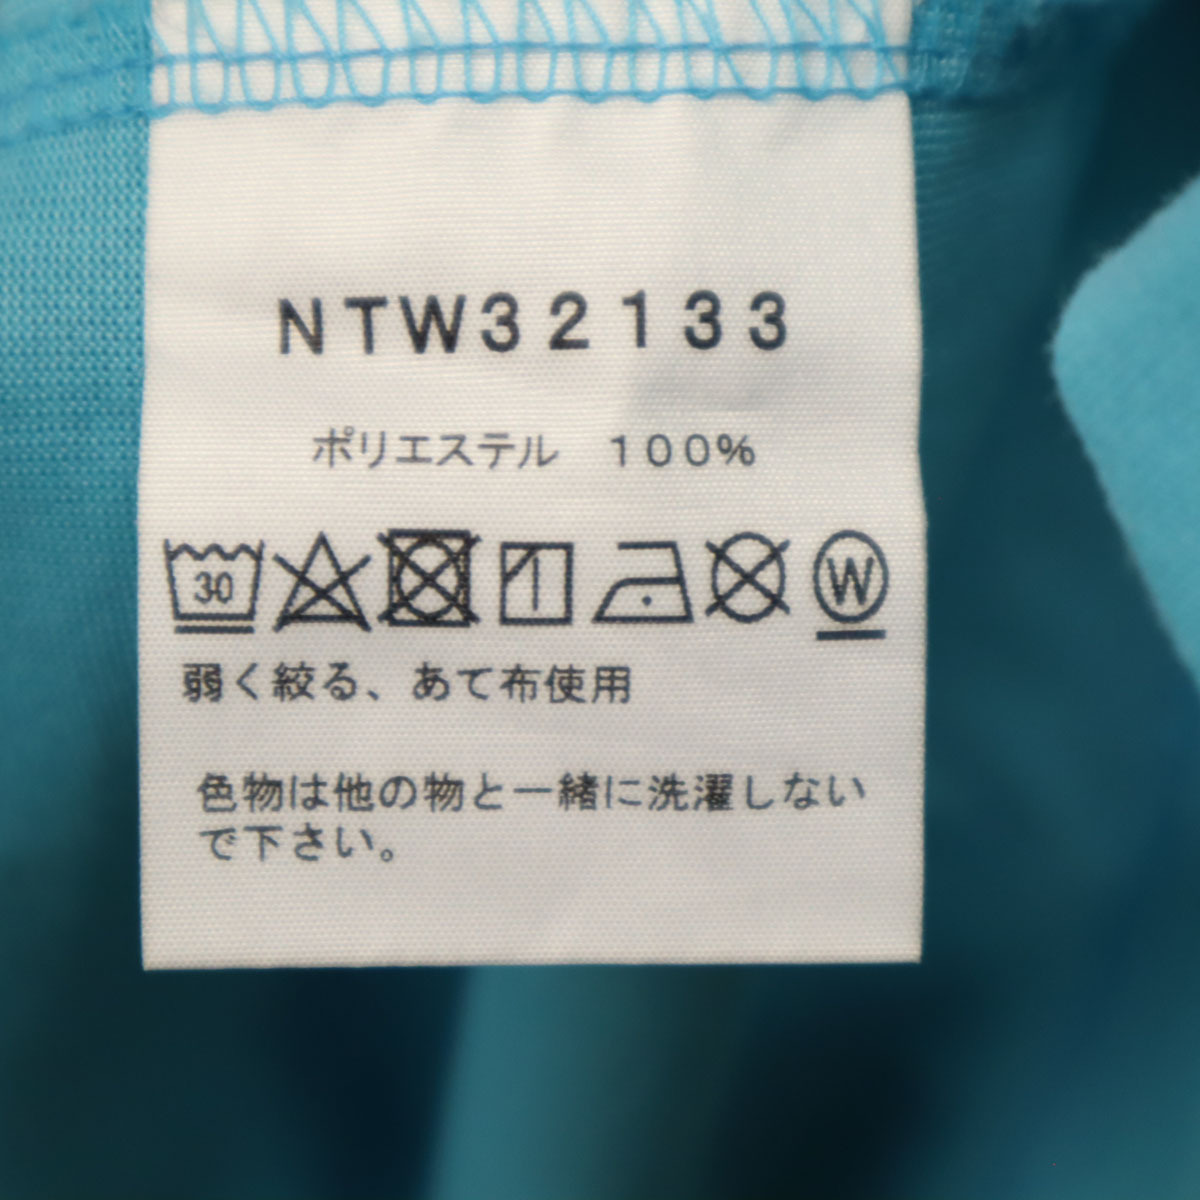 NTW32133
ポリエステル　100%
30 W
弱く絞る、あて布使用
色物は他の物と一緒に洗濯しない
で下さい。